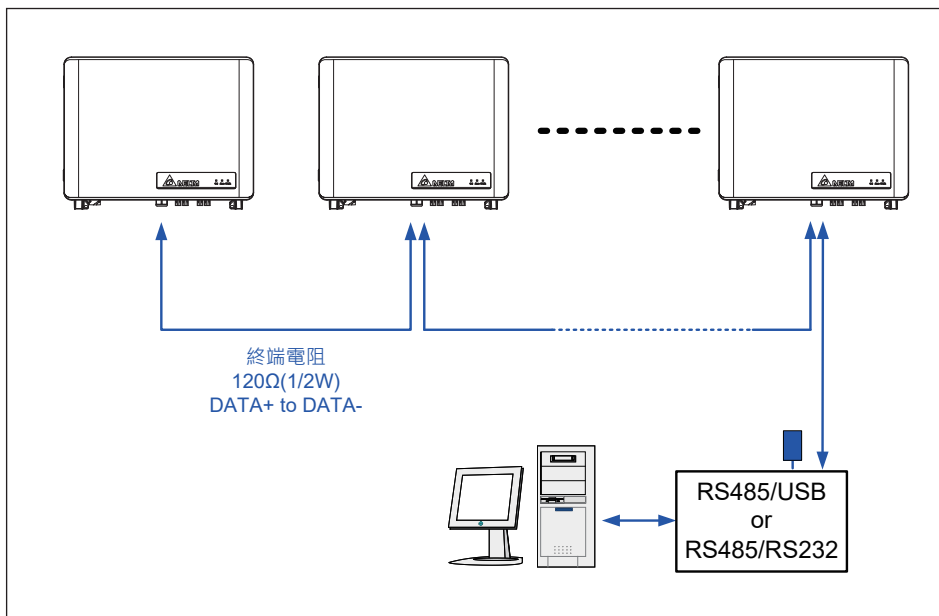 終端電阻
120Ω(1/2W)
DATA+ to DATA-
RS485/USB
or
RS485/RS232